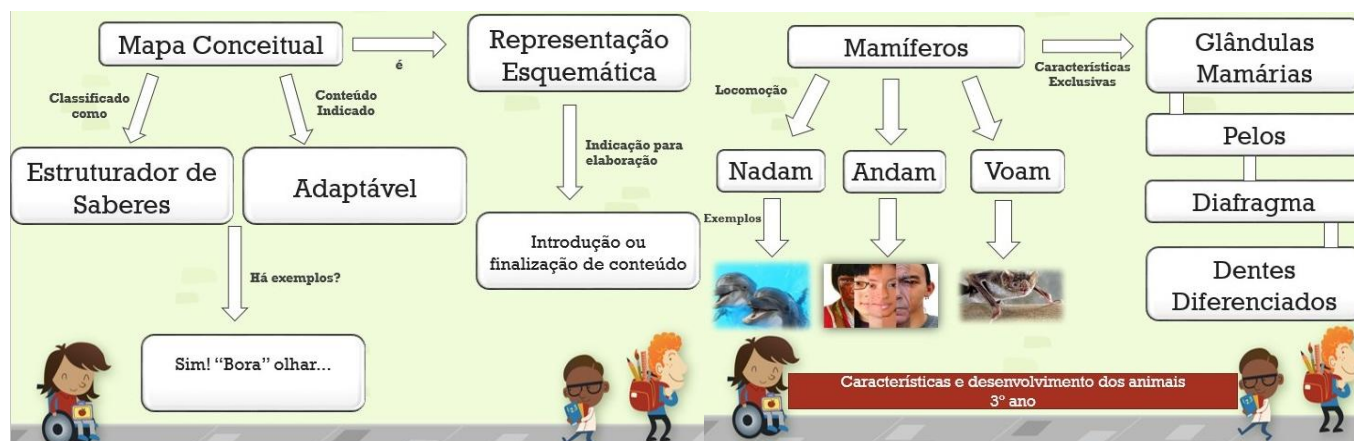 Mapa Conceitual
é
Representação
Esquemática
Classificado
como
Conteúdo
Indicado
Estruturador de
Saberes
Adaptável
Indicação para
elaboração
Introdução ou
finalização de conteúdo
Há exemplos?
Sim! “Bora” olhar...
Mamíferos
Características
Exclusivas
Glândulas
Mamárias
Locomoção
Pelos
Nadam
Andam
Voam
Diafragma
Exemplos
Dentes
Diferenciados
Características e desenvolvimento dos animais
3º ano